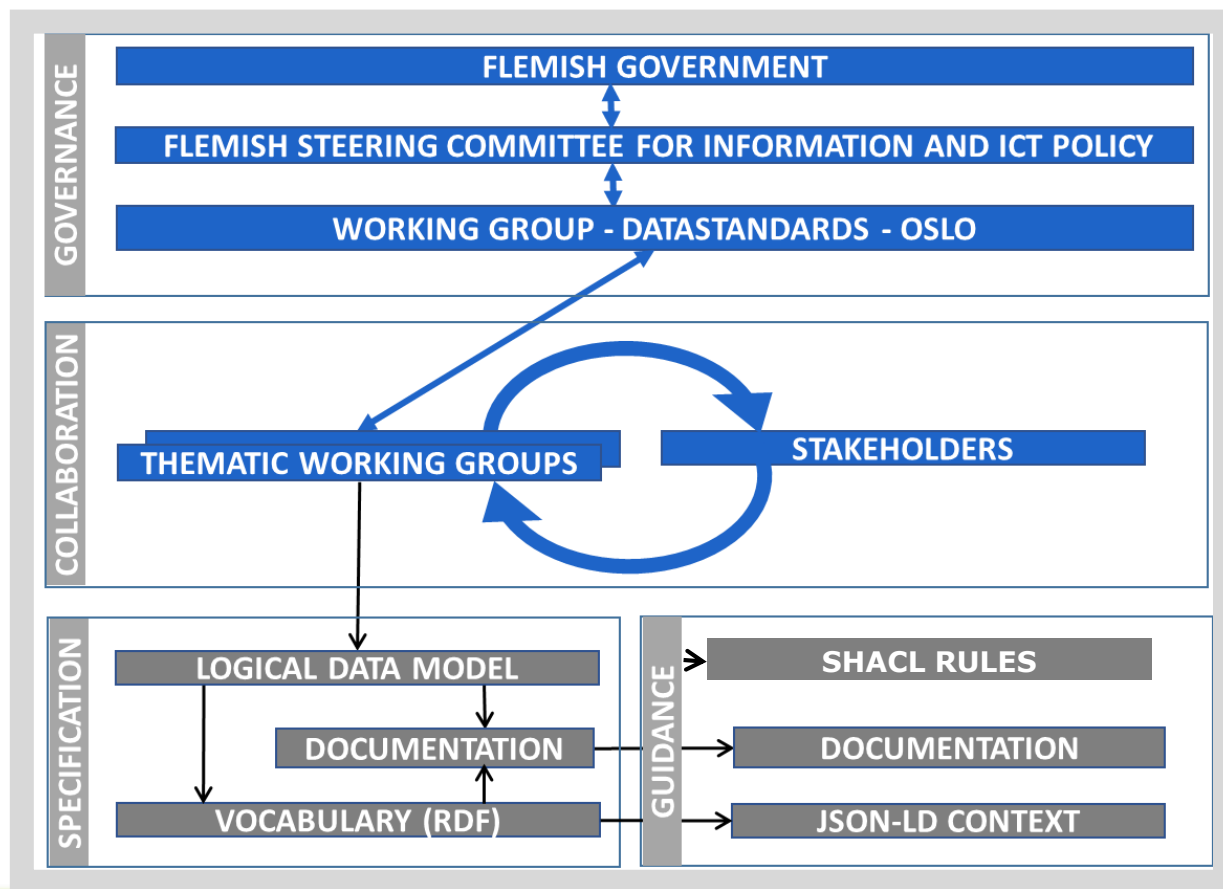 GOVERNANCE
FLEMISH GOVERNMENT
FLEMISH STEERING COMMITTEE FOR INFORMATION AND ICT POLICY
WORKING GROUP - DATASTANDARDS - OSLO
COLLABORATION
THEMATIC WORKING GROUPS
STAKEHOLDERS
SPECIFICATION
LOGICAL DATA MODEL
DOCUMENTATION
VOCABULARY (RDF)
GUIDANCE
SHACL RULES
DOCUMENTATION
JSON-LD CONTEXT